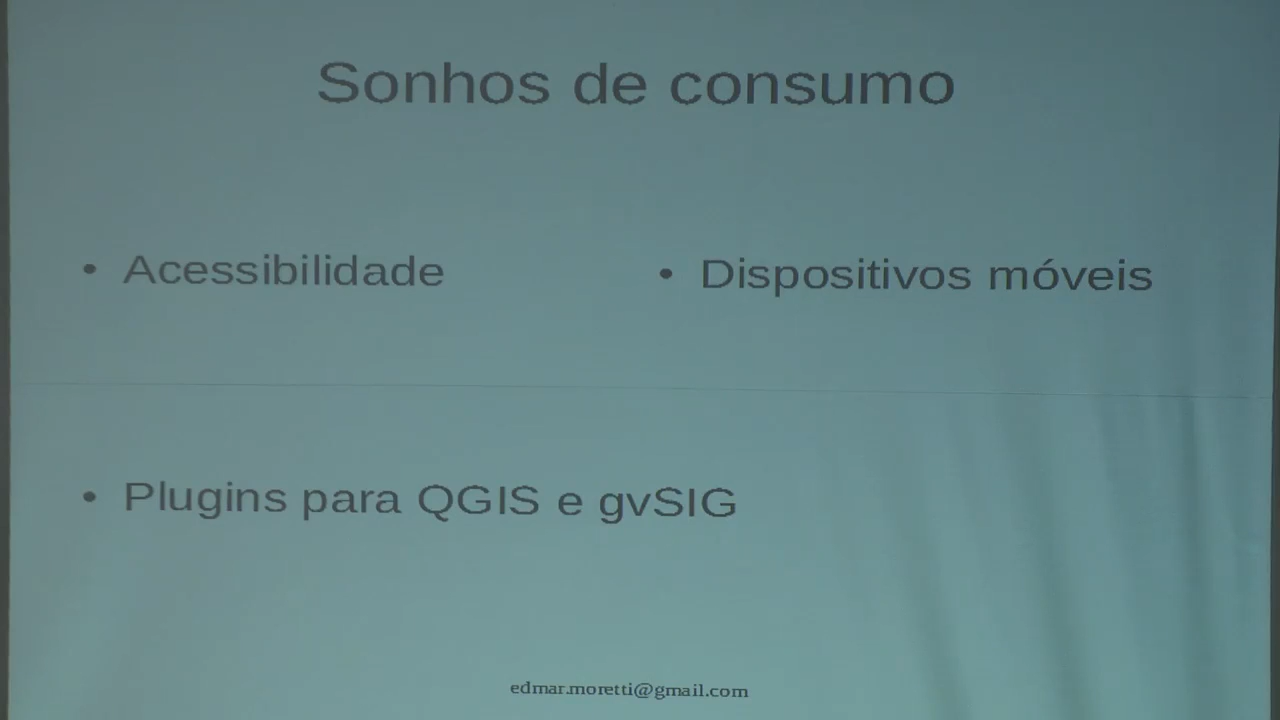 Sonhos de consumo
• Acessibilidade
• Dispositivos móveis
• Plugins para QGIS e gvSIG
edmar.moretti@gmail.com